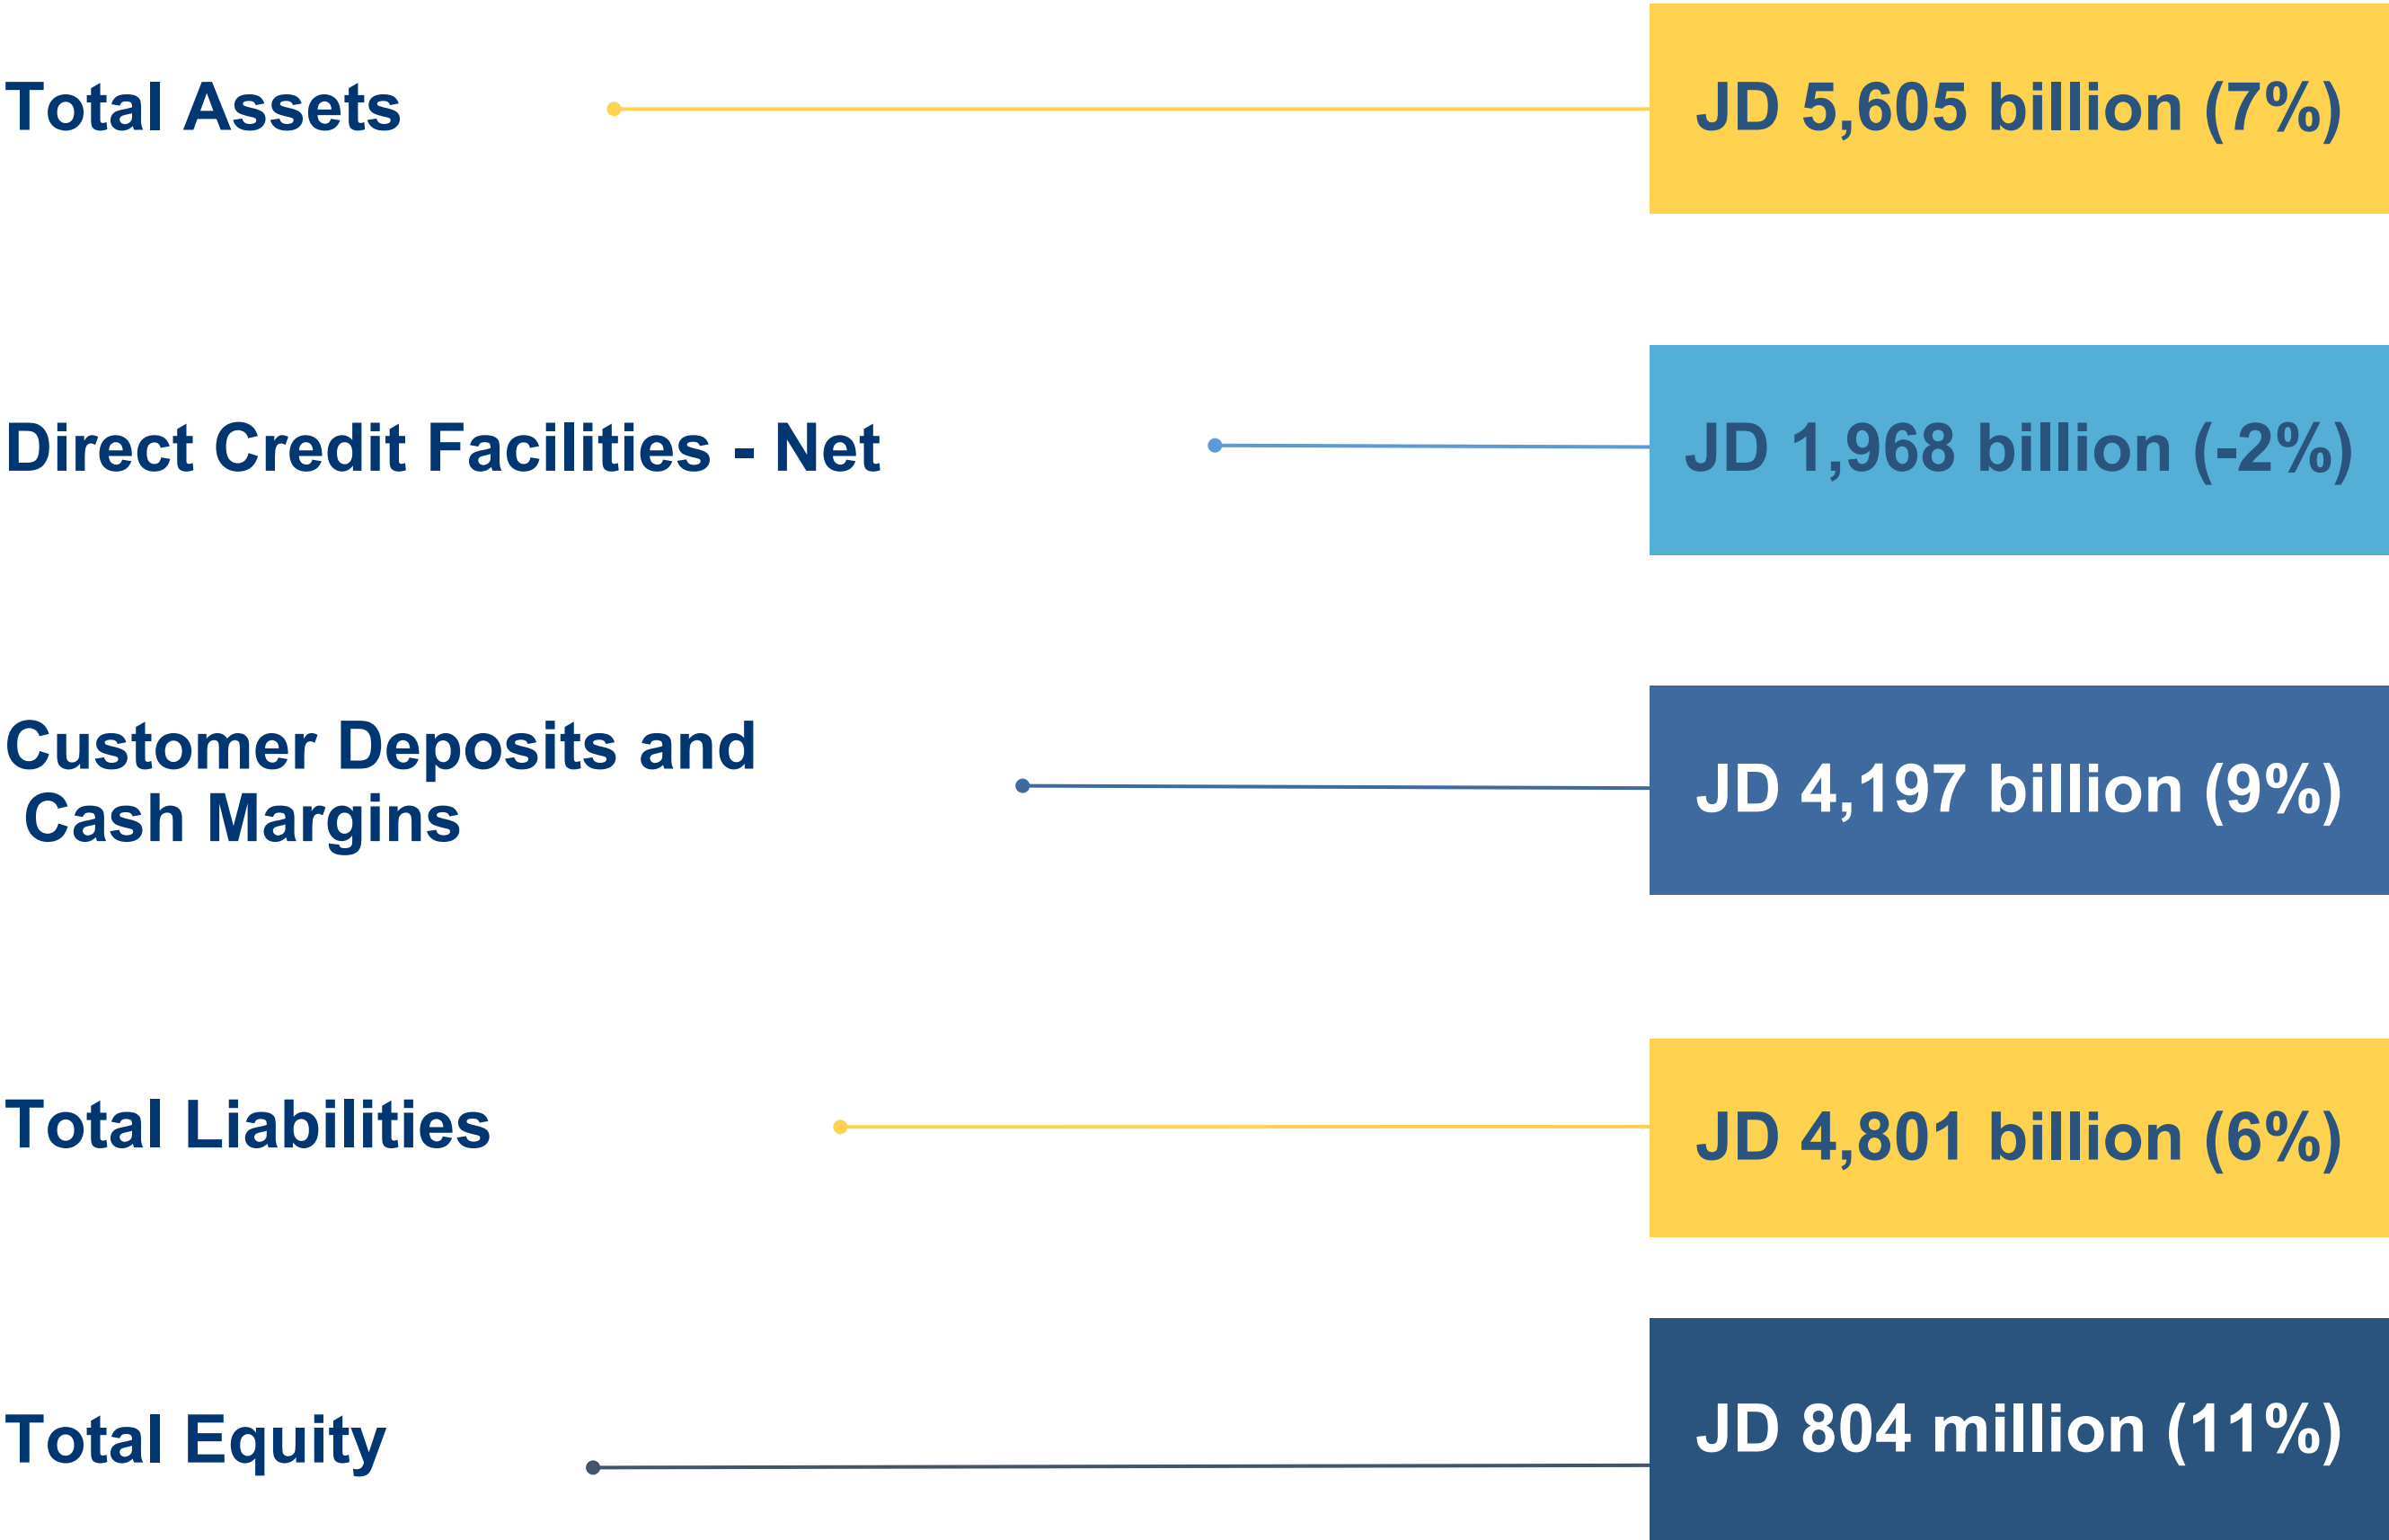 Total Assets
JD 5,605 billion (7%)
Direct Credit Facilities - Net
JD 1,968 billion (-2%)
Customer Deposits and
Cash Margins
JD 4,197 billion (9%)
Total Liabilities
JD 4,801 billion (6%)
Total Equity
JD 804 million (11%)